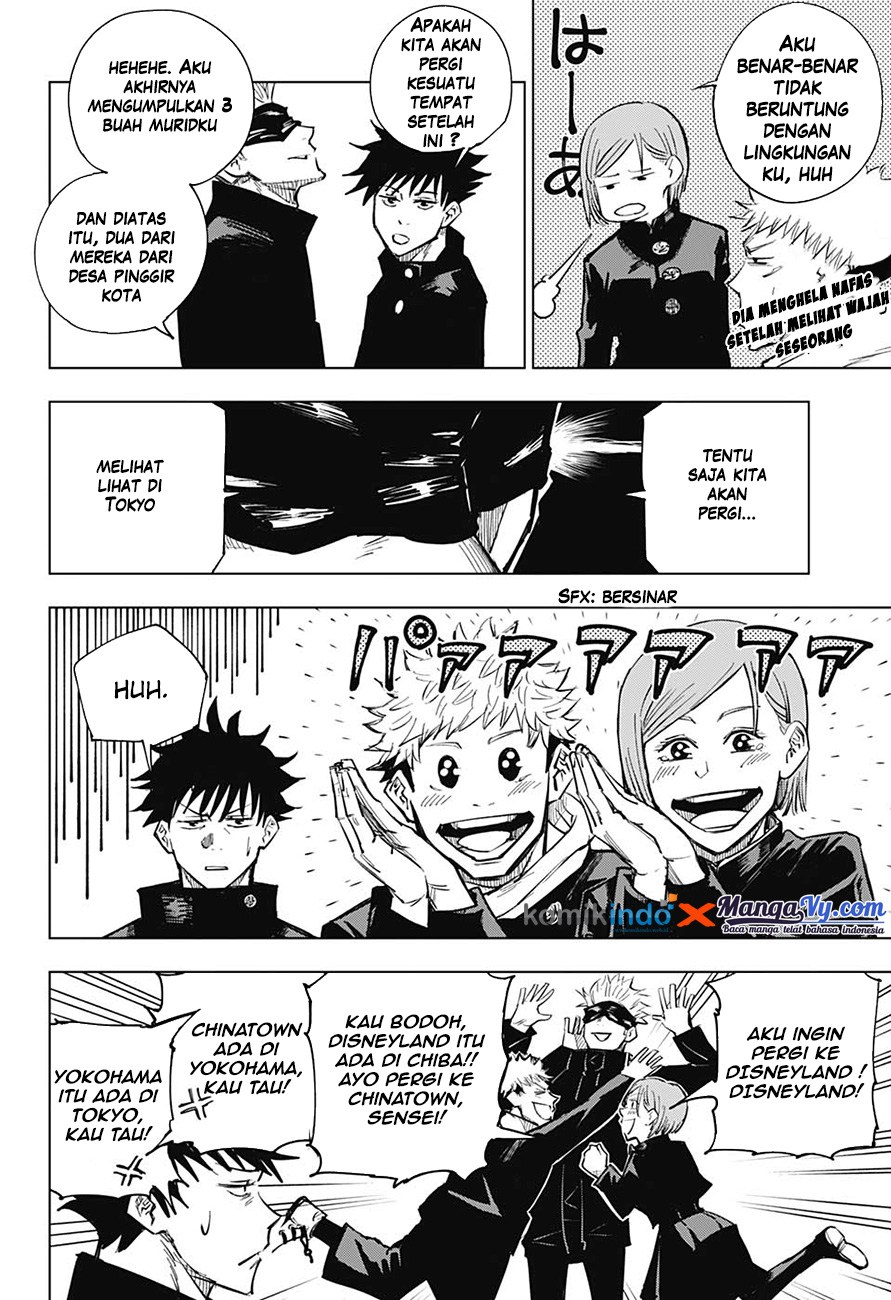 Aku
benar-benar
tidak
beruntung
dengan
lingkungan
ku, huh
はーあ
Dia menghela nafas
setelah melihat wajah
seseorang
Apakah
kita akan
pergi
kesuatu
tempat
setelah
ini ?
hehehe. Aku
akhirnya
mengumpulkan 3
buah muridku
dan diatas
itu, dua dari
mereka dari
desa pinggir
kota
tentu
saja kita
akan
pergi...
melihat
lihat di
Tokyo
Sfx: bersinar
パァァァァァァ
Huh.
komikindo X MangaVy.com
Baca manga telat bahasa indonesia
Aku ingin
pergi ke
Disneyland !
Disneyland!
Kau bodoh,
Disneyland itu
ada di Chiba!!
Ayo pergi ke
Chinatown,
Sensei!
Chinatown
ada di
Yokohama,
kau tau!
Yokohama
itu ada di
Tokyo,
kau tau!